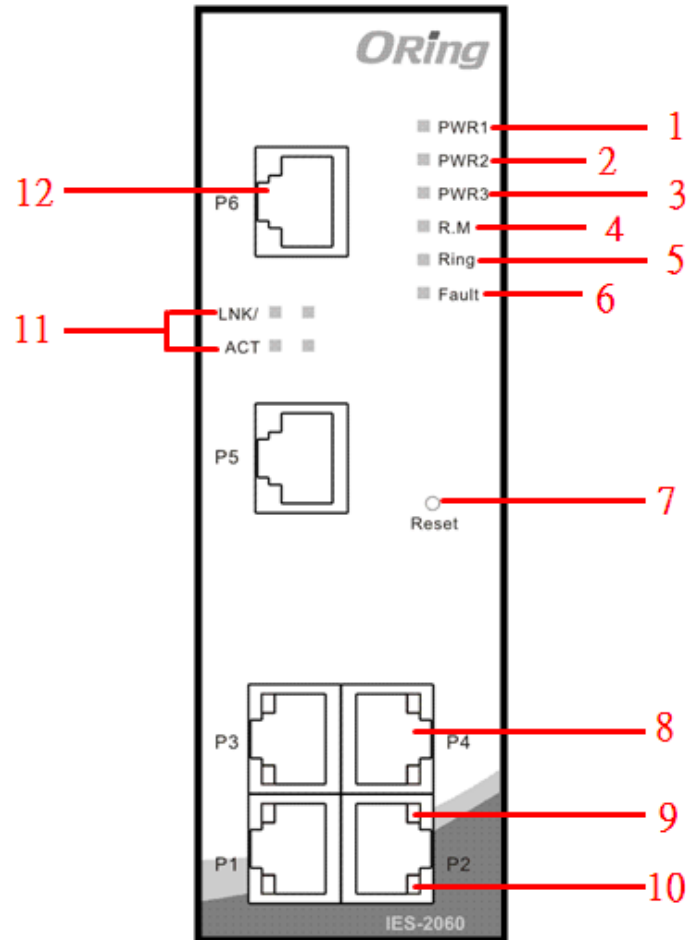 ORing
PWR1 1
PWR2 2
12 P6 PWR3 3
R.M 4
Ring 5
Fault 6
11 LNK/
ACT
P5
7
Reset
P3 P4 8
9
P1 P2
10
IES-2060